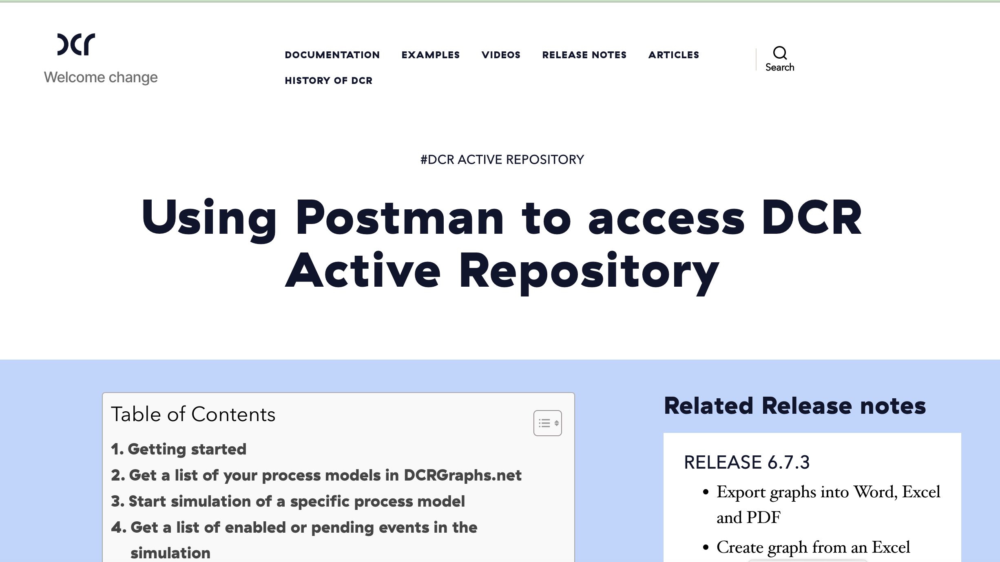 DCR
Welcome change
DOCUMENTATION EXAMPLES VIDEOS RELEASE NOTES ARTICLES
HISTORY OF DCR
Search
#DCR ACTIVE REPOSITORY
Using Postman to access DCR
Active Repository
Table of Contents
1. Getting started
2. Get a list of your process models in DCRGraphs.net
3. Start simulation of a specific process model
4. Get a list of enabled or pending events in the
simulation
Related Release notes
RELEASE 6.7.3
• Export graphs into Word, Excel
and PDF
• Create graph from an Excel